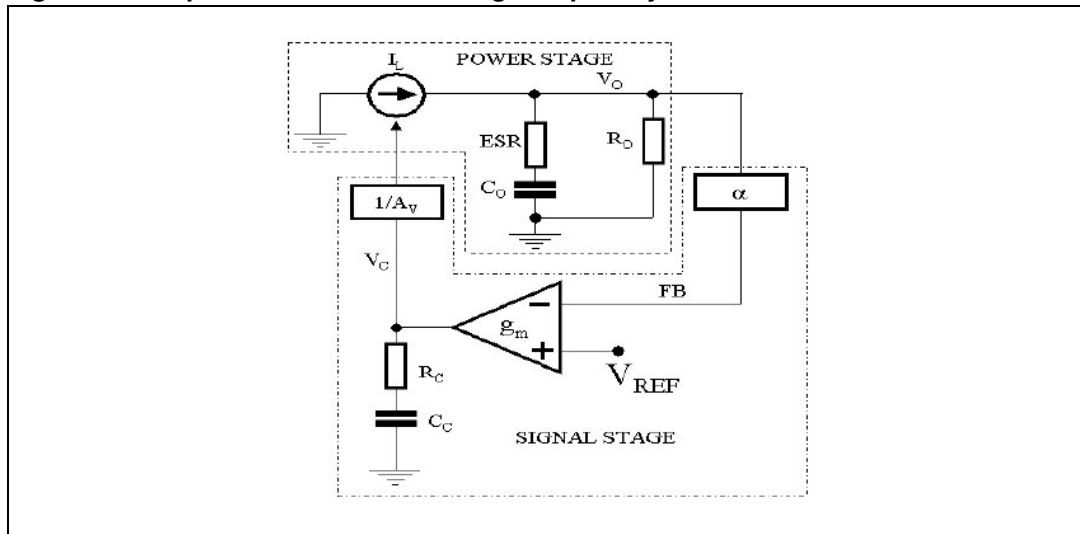 I_L
POWER STAGE
V_O
ESR
R_O
C_O
α
1/A_V
V_C
FB
−
g_m
+
V_REF
R_C
C_C
SIGNAL STAGE